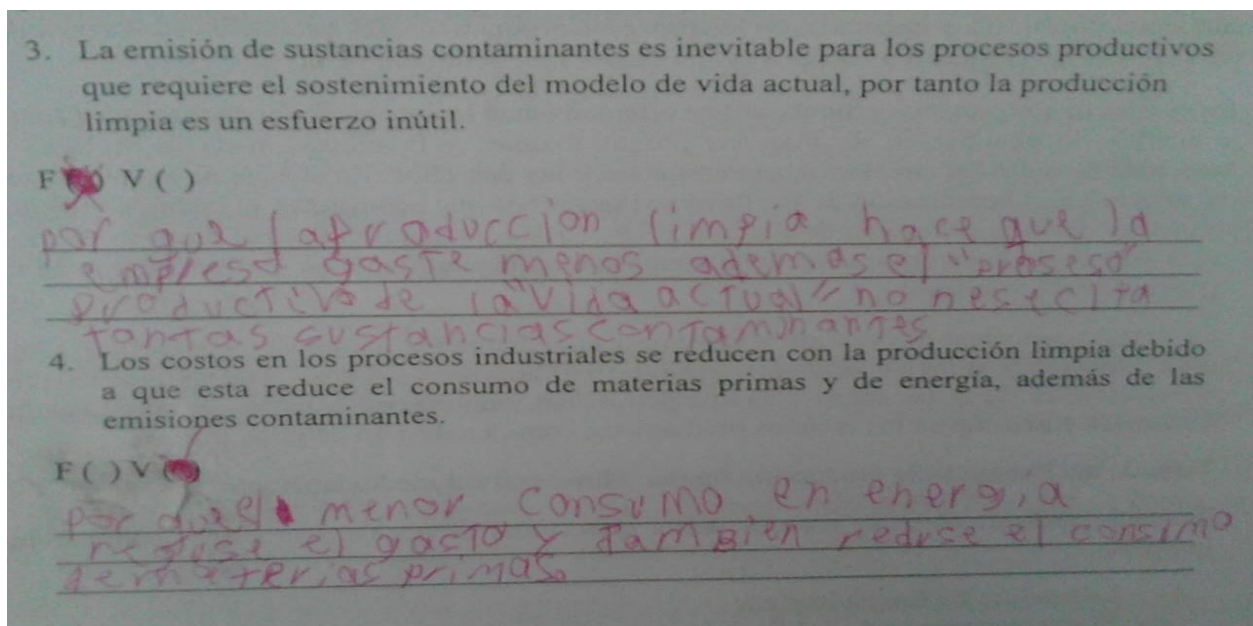 3. La emisión de sustancias contaminantes es inevitable para los procesos productivos
que requiere el sostenimiento del modelo de vida actual, por tanto la producción
limpia es un esfuerzo inútil.
F ( ) V ( )
por que la produccion limpia hace que la
empresa gaste menos ademas el "proseso
productivo de la "vida actual" no nesecita
tantas sustancias contaminantes
4. Los costos en los procesos industriales se reducen con la producción limpia debido
a que esta reduce el consumo de materias primas y de energía, además de las
emisiones contaminantes.
F ( ) V ( )
por que el menor consumo en energia
reduse el gasto y tambien reduse el consimo
de materias primas.